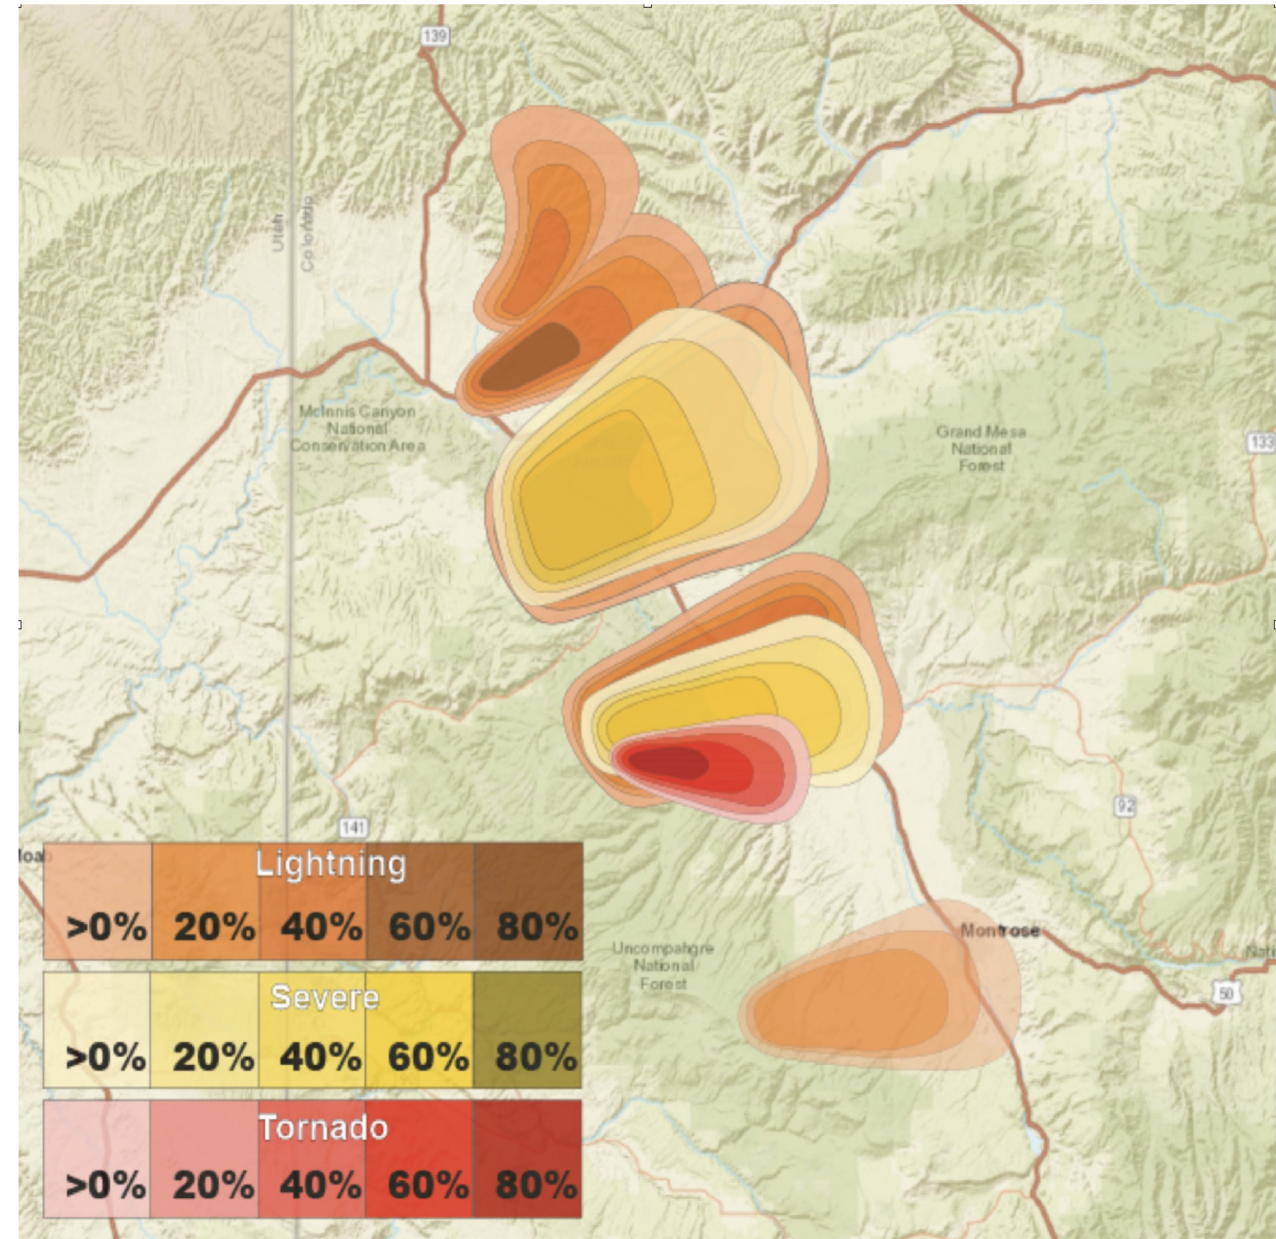 139
Utah
Colorado
McInnis Canyon
National
Conservation Area
Grand Mesa
National
Forest
133
141
92
Montrose
Uncompahgre
National
Forest
50
Lightning
>0% 20% 40% 60% 80%
Severe
>0% 20% 40% 60% 80%
Tornado
>0% 20% 40% 60% 80%